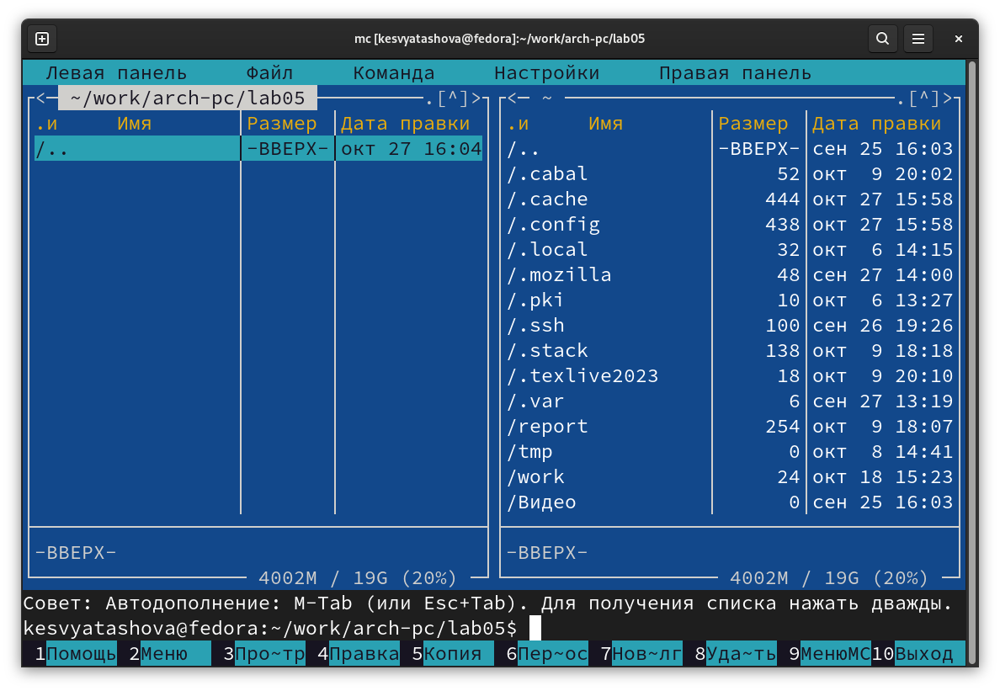 mc [kesvyatashova@fedora]:~/work/arch-pc/lab05
Левая панель Файл Команда Настройки Правая панель
<─ ~/work/arch-pc/lab05 ─.[^]> <─ ~ ─.[^]>
.и Имя Размер Дата правки .и Имя Размер Дата правки
/.. -ВВЕРХ- окт 27 16:04 /.. -ВВЕРХ- сен 25 16:03
/.cabal 52 окт 9 20:02
/.cache 444 окт 27 15:58
/.config 438 окт 27 15:58
/.local 32 окт 6 14:15
/.mozilla 48 сен 27 14:00
/.pki 10 окт 6 13:27
/.ssh 100 сен 26 19:26
/.stack 138 окт 9 18:18
/.texlive2023 18 окт 9 20:10
/.var 6 сен 27 13:19
/report 254 окт 9 18:07
/tmp 0 окт 8 14:41
/work 24 окт 18 15:23
/Видео 0 сен 25 16:03
-ВВЕРХ- -ВВЕРХ-
4002M / 19G (20%) 4002M / 19G (20%)
Совет: Автодополнение: M-Tab (или Esc+Tab). Для получения списка нажать дважды.
kesvyatashova@fedora:~/work/arch-pc/lab05$
1Помощь 2Меню 3Про~тр 4Правка 5Копия 6Пер~ос 7Нов~лг 8Уда~ть 9МенюMC 10Выход